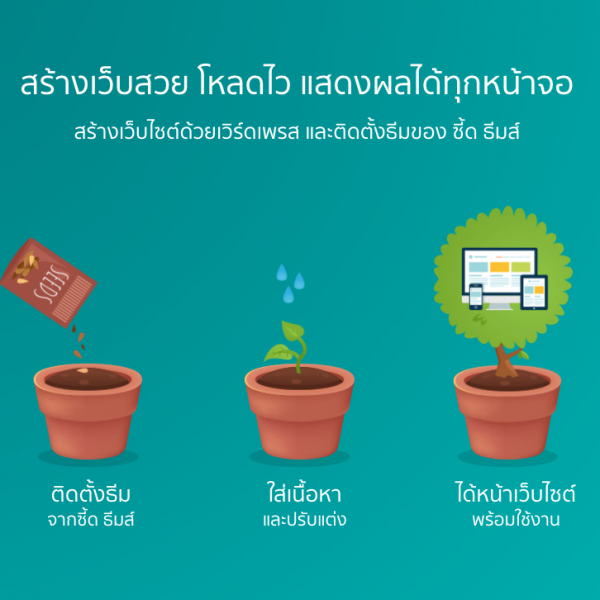 สร้างเว็บสวย โหลดไว แสดงผลได้ทุกหน้าจอ
สร้างเว็บไซต์ด้วยเวิร์ดเพรส และติดตั้งธีมของ ซี้ด ธีมส์
SEEDS
ติดตั้งธีม
จากซี้ด ธีมส์
ใส่เนื้อหา
และปรับแต่ง
ได้หน้าเว็บไซต์
พร้อมใช้งาน